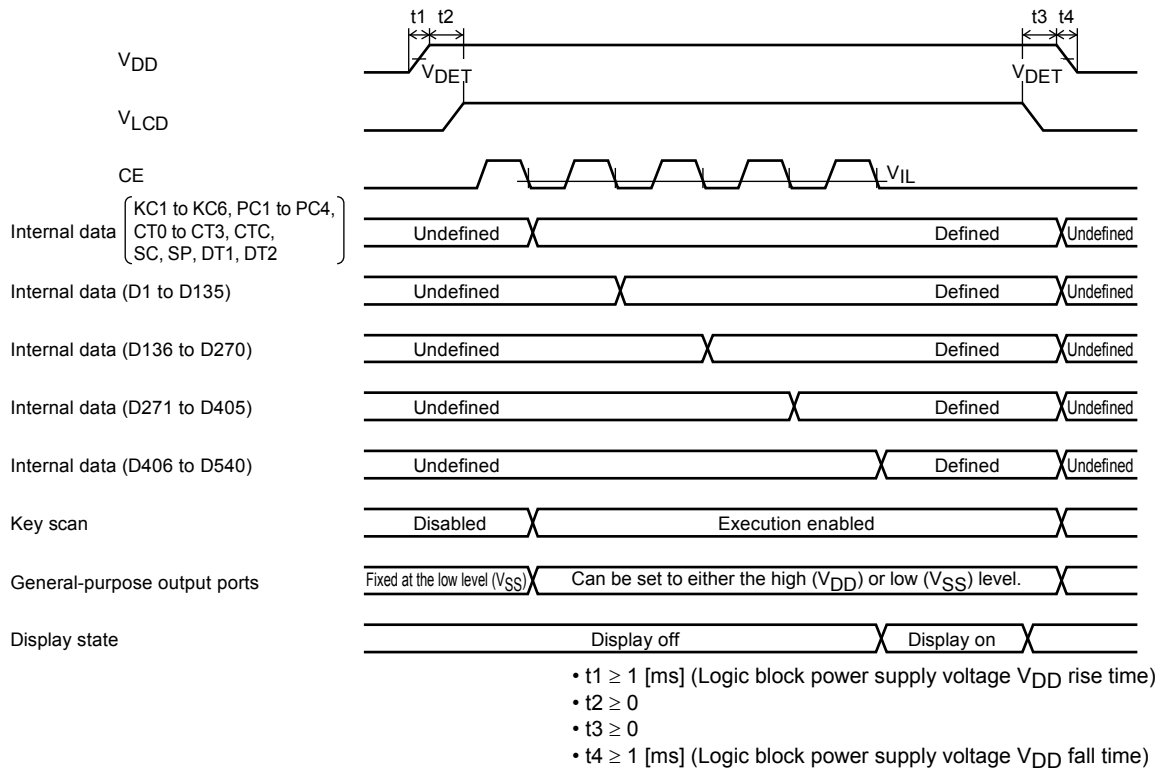 t1 t2 t3 t4
VDD
VDET VDET
VLCD
CE
VIL
Internal data
KC1 to KC6, PC1 to PC4,
CT0 to CT3, CTC,
SC, SP, DT1, DT2
Undefined Defined Undefined
Internal data (D1 to D135) Undefined Defined Undefined
Internal data (D136 to D270) Undefined Defined Undefined
Internal data (D271 to D405) Undefined Defined Undefined
Internal data (D406 to D540) Undefined Defined Undefined
Key scan Disabled Execution enabled
General-purpose output ports Fixed at the low level (VSS) Can be set to either the high (VDD) or low (VSS) level.
Display state Display off Display on
• t1 ≥ 1 [ms] (Logic block power supply voltage VDD rise time)
• t2 ≥ 0
• t3 ≥ 0
• t4 ≥ 1 [ms] (Logic block power supply voltage VDD fall time)